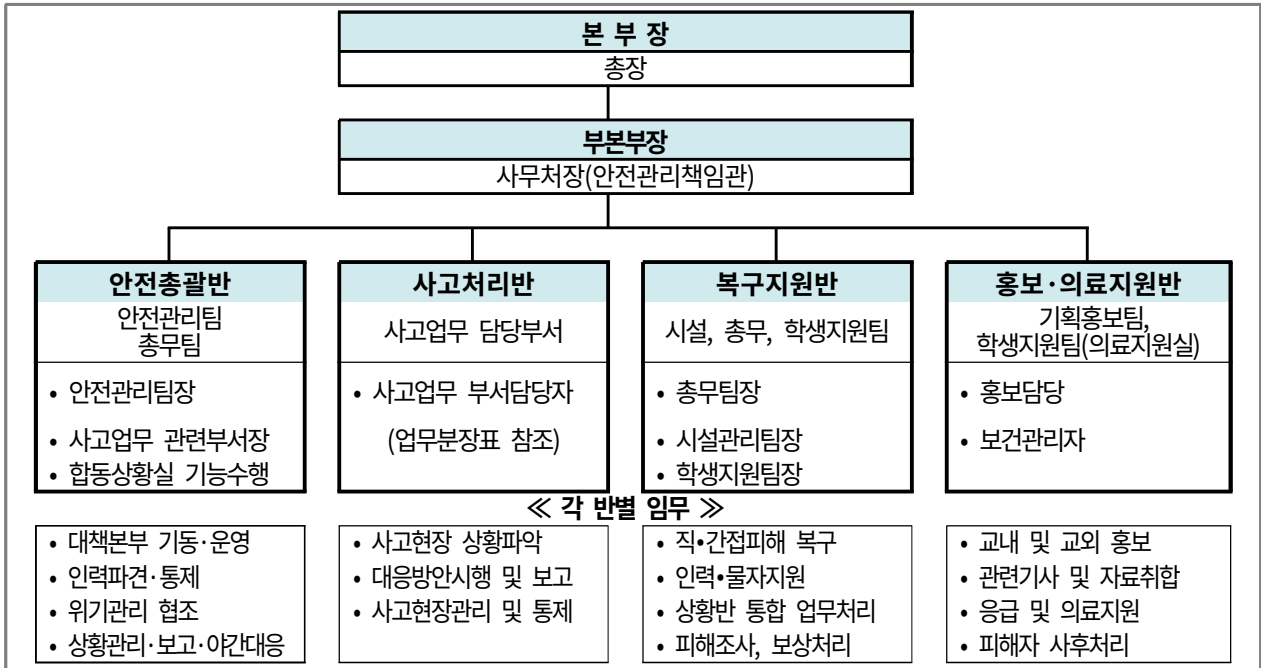 본 부 장
총장
부본부장
사무처장(안전관리책임관)
안전총괄반
안전관리팀
총무팀
• 안전관리팀장
• 사고업무 관련부서장
• 합동상황실 기능수행
사고처리반
사고업무 담당부서
• 사고업무 부서담당자
(업무분장표 참조)
복구지원반
시설, 총무, 학생지원팀
• 총무팀장
• 시설관리팀장
• 학생지원팀장
홍보·의료지원반
기획홍보팀,
학생지원팀(의료지원실)
• 홍보담당
• 보건관리자
≪ 각 반별 임무 ≫
• 대책본부 기동·운영
• 인력파견·통제
• 위기관리 협조
• 상황관리·보고·야간대응
• 사고현장 상황파악
• 대응방안시행 및 보고
• 사고현장관리 및 통제
• 직•간접피해 복구
• 인력•물자지원
• 상황반 통합 업무처리
• 피해조사, 보상처리
• 교내 및 교외 홍보
• 관련기사 및 자료취합
• 응급 및 의료지원
• 피해자 사후처리